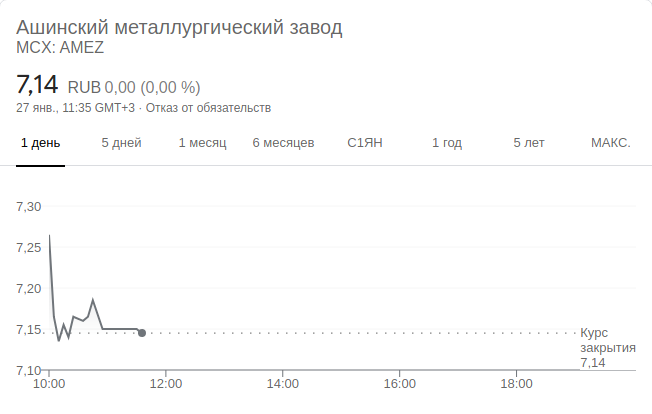 Ашинский металлургический завод
MCX: AMEZ
7,14 RUB 0,00 (0,00 %)
27 янв., 11:35 GMT+3 · Отказ от обязательств
1 день 5 дней 1 месяц 6 месяцев С1ЯН 1 год 5 лет МАКС.
7,30
7,25
7,20
7,15
7,10
Курс
закрытия
7,14
10:00 12:00 14:00 16:00 18:00